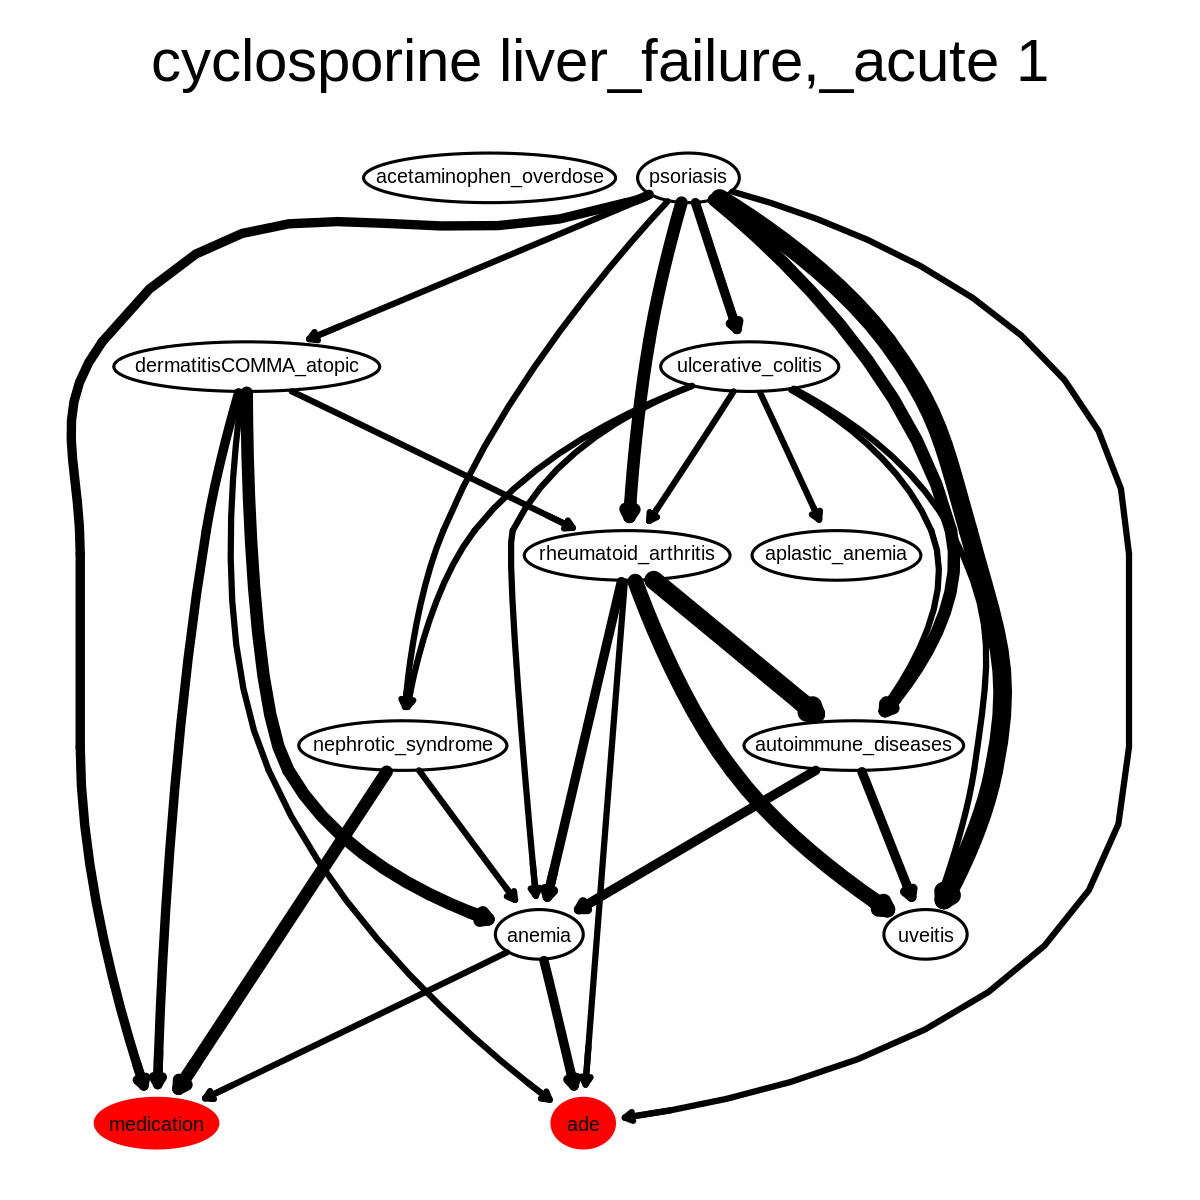 cyclosporine liver_failure,_acute 1
acetaminophen_overdose
psoriasis
dermatitisCOMMA_atopic
ulcerative_colitis
rheumatoid_arthritis
aplastic_anemia
nephrotic_syndrome
autoimmune_diseases
anemia
uveitis
medication
ade